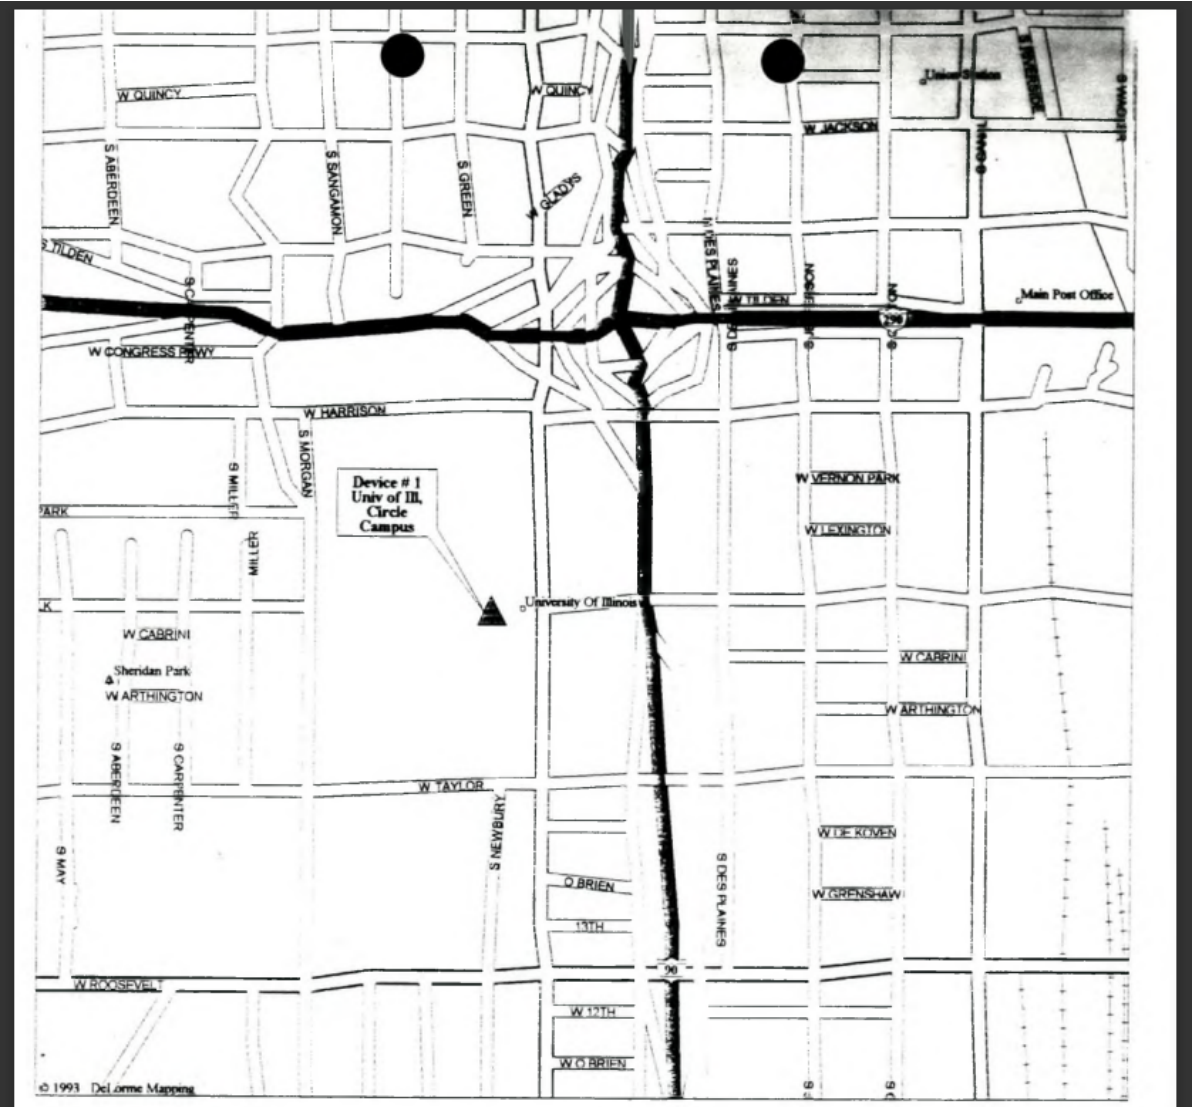 Union Station
S RIVERSIDE
S WACKER
W QUINCY
W QUINCY
W JACKSON
S ABERDEEN
S SANGAMON
S GREEN
W GLADYS
S TILDEN
DES PLAINES
W TILDEN
Main Post Office
W CONGRESS PKWY
W HARRISON
S MORGAN
S MILLER
Device # 1
Univ of Ill,
Circle
Campus
W VERNON PARK
W LEXINGTON
PARK
MILLER
University Of Illinois
W CABRINI
W CABRINI
Sheridan Park
W ARTHINGTON
W ARTHINGTON
S ABERDEEN
S CARPENTER
W TAYLOR
S NEWBURY
W DE KOVEN
S MAY
S DES PLAINES
O BRIEN
W GRENSHAW
13TH
90
W ROOSEVELT
W 12TH
W O BRIEN
© 1993 DeLorme Mapping